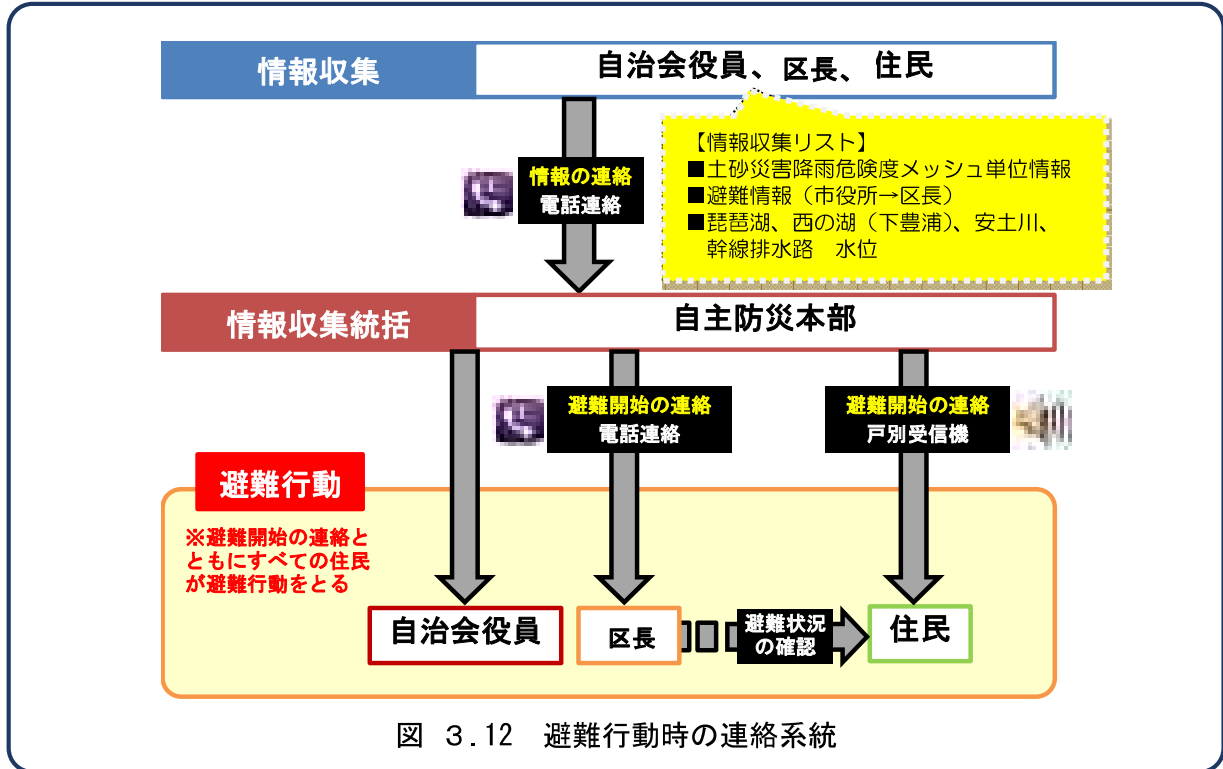 情報収集
自治会役員、区長、住民
【情報収集リスト】
■土砂災害降雨危険度メッシュ単位情報
■避難情報（市役所→区長）
■琵琶湖、西の湖（下豊浦）、安土川、
幹線排水路　水位
情報の連絡
電話連絡
情報収集統括
自主防災本部
避難開始の連絡
電話連絡
避難開始の連絡
戸別受信機
避難行動
※避難開始の連絡と
ともにすべての住民
が避難行動をとる
自治会役員
区長
避難状況
の確認
住民
図 ３.12　避難行動時の連絡系統